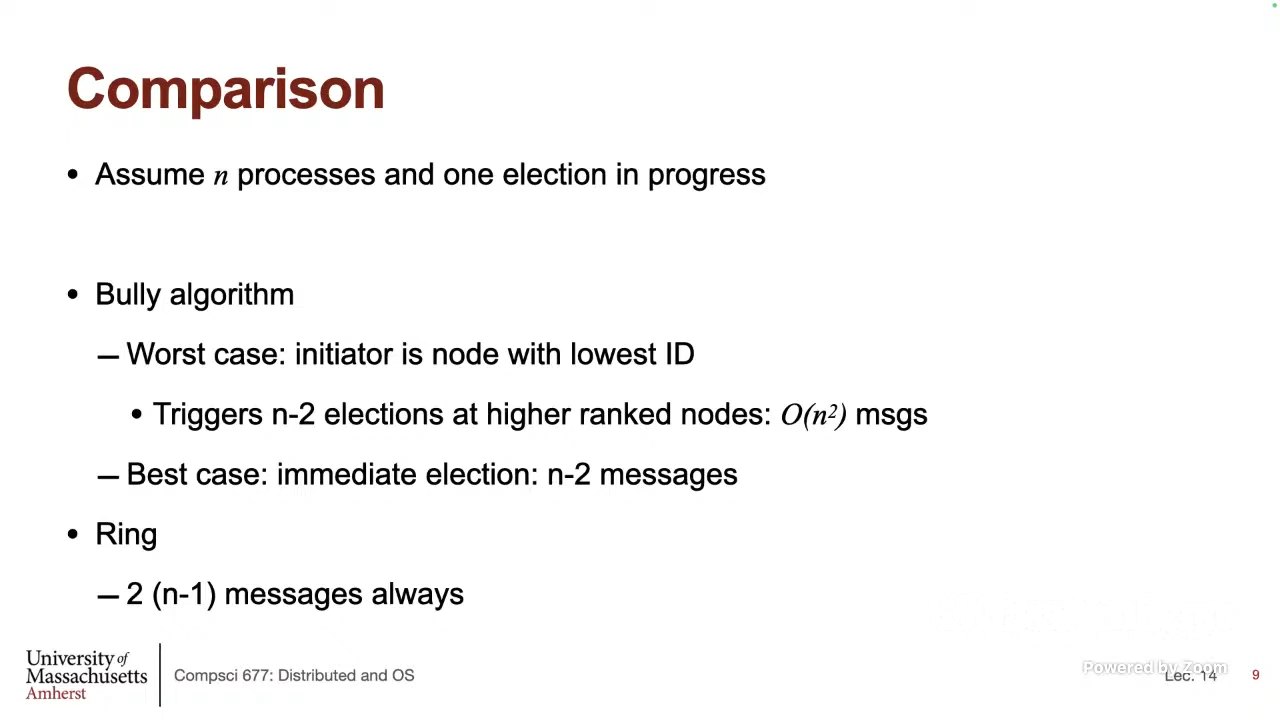 Comparison
• Assume n processes and one election in progress
• Bully algorithm
– Worst case: initiator is node with lowest ID
• Triggers n-2 elections at higher ranked nodes: O(n²) msgs
– Best case: immediate election: n-2 messages
• Ring
– 2 (n-1) messages always
University of
Massachusetts
Amherst
Compsci 677: Distributed and OS
Powered by Zoom
Lec. 14
9